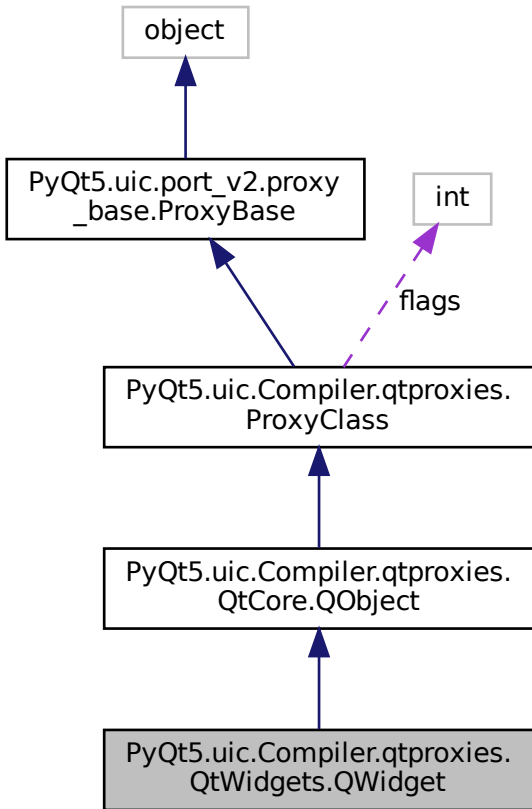 object
PyQt5.uic.port_v2.proxy
_base.ProxyBase
int
flags
PyQt5.uic.Compiler.qtproxies.
ProxyClass
PyQt5.uic.Compiler.qtproxies.
QtCore.QObject
PyQt5.uic.Compiler.qtproxies.
QtWidgets.QWidget